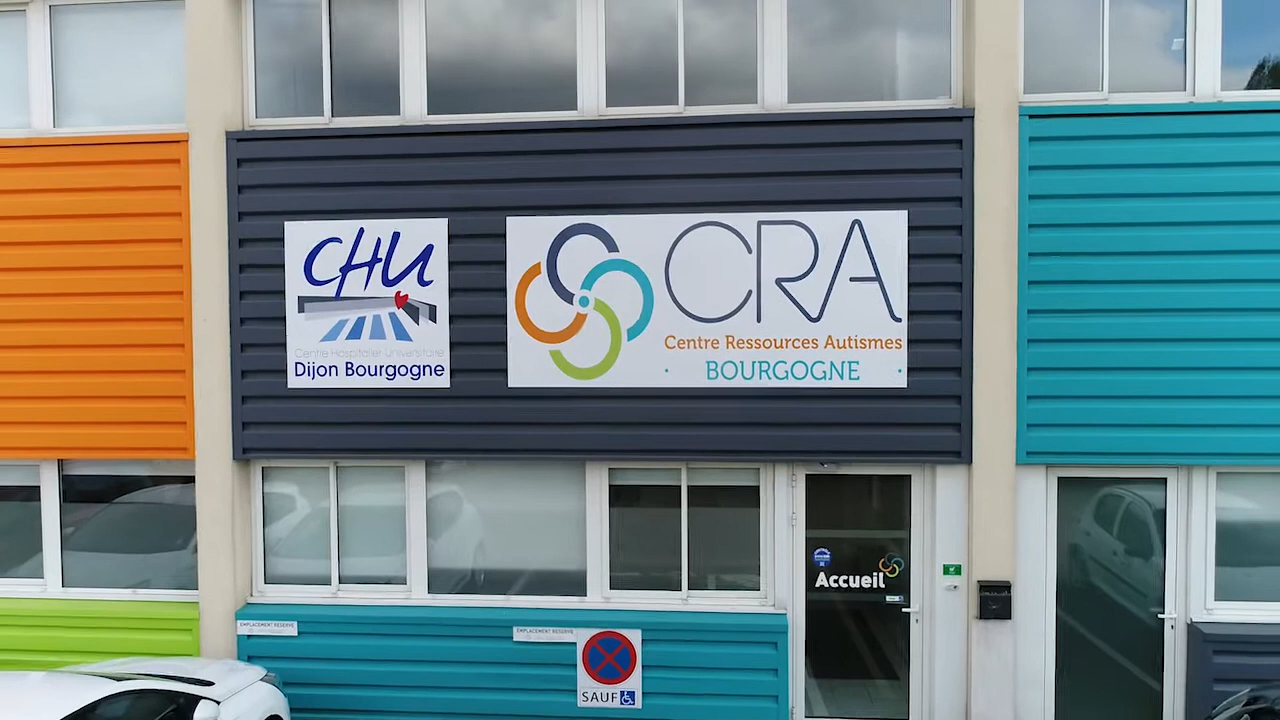 CHU
Centre Hospitalier Universitaire
Dijon Bourgogne
CRA
Centre Ressources Autismes
· BOURGOGNE ·
Accueil
EMPLACEMENT RESERVE
EMPLACEMENT RESERVE
SAUF